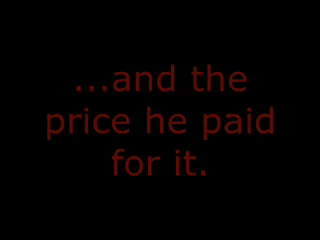 ...and the
price he paid
for it.